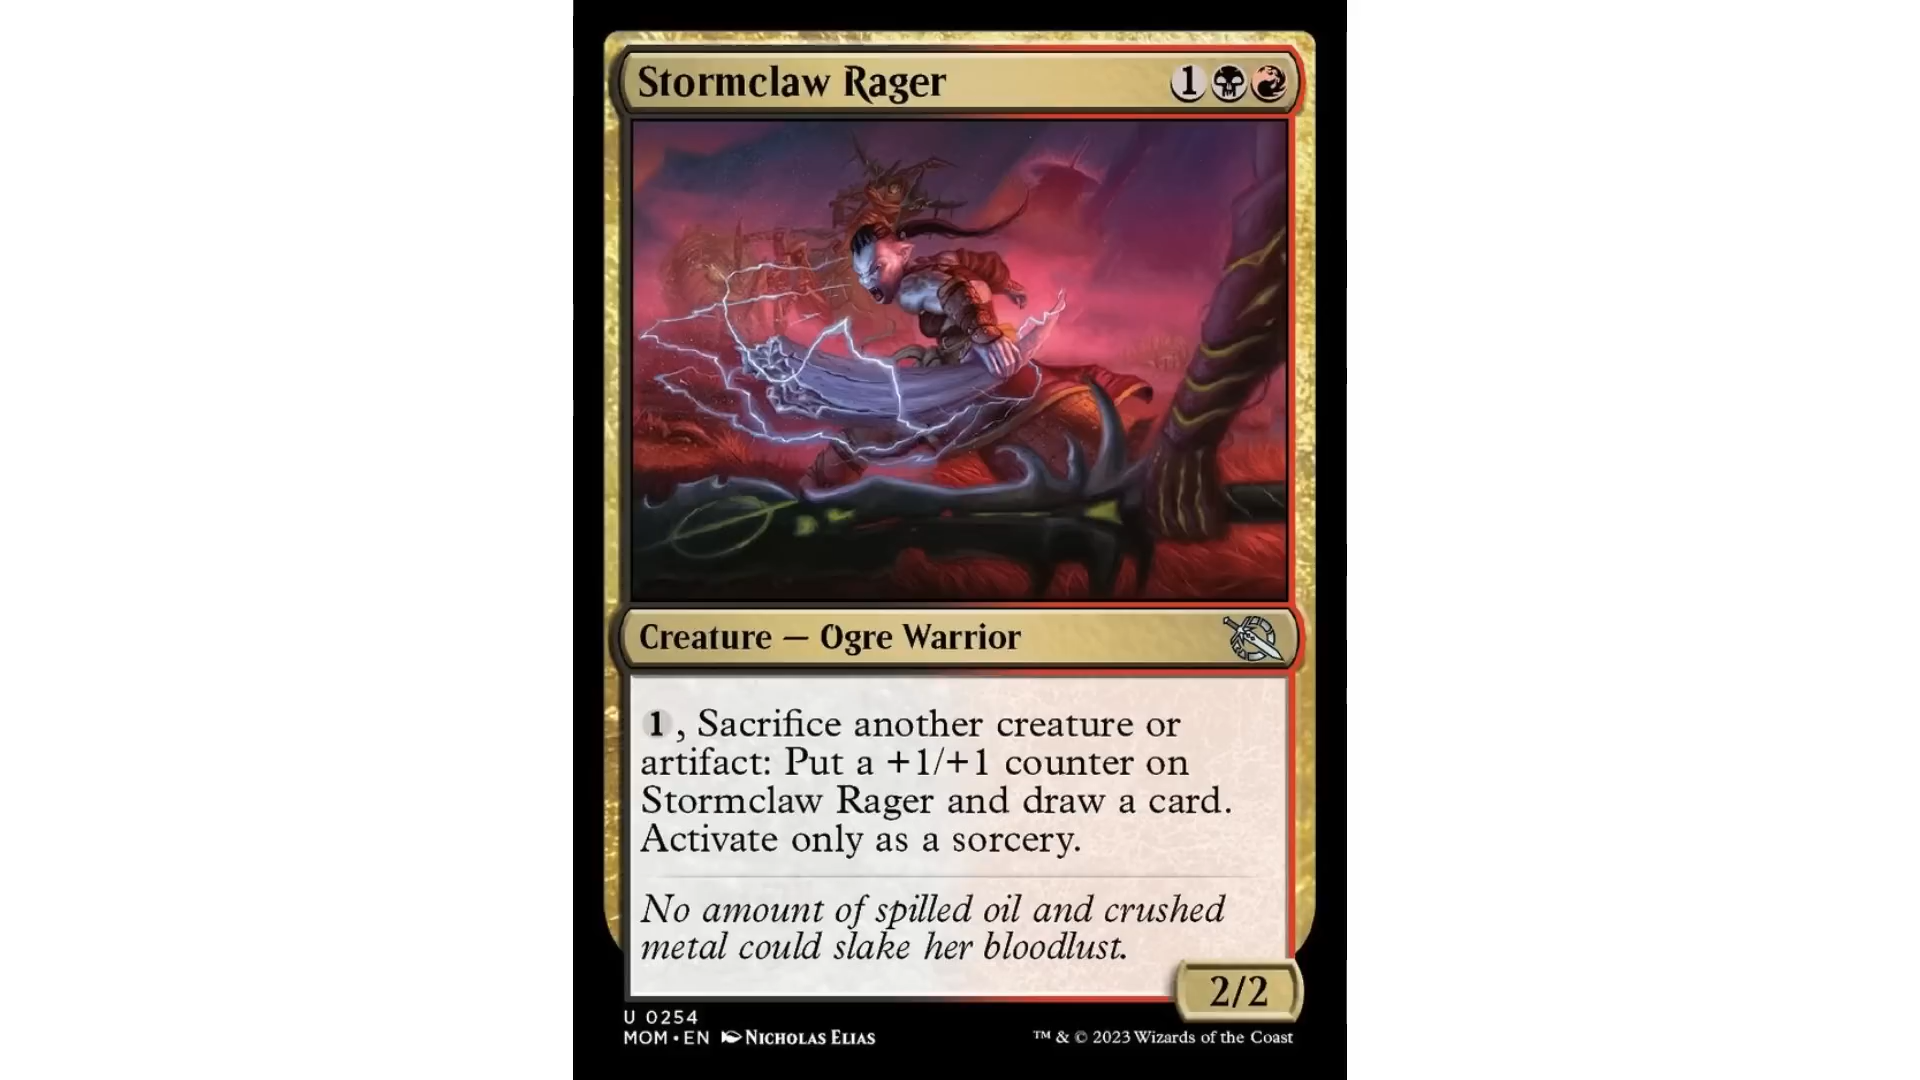 Stormclaw Rager 1
Creature — Ogre Warrior
1, Sacrifice another creature or
artifact: Put a +1/+1 counter on
Stormclaw Rager and draw a card.
Activate only as a sorcery.
No amount of spilled oil and crushed
metal could slake her bloodlust.
2/2
U 0254
MOM • EN NICHOLAS ELIAS
™ & © 2023 Wizards of the Coast